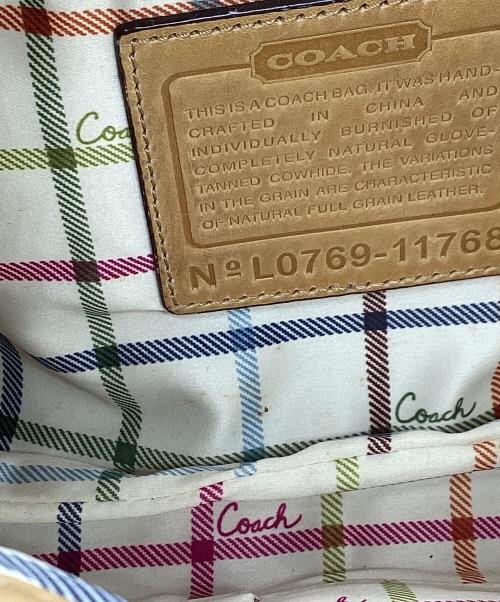 COACH
THIS IS A COACH BAG. IT WAS HAND-
CRAFTED IN CHINA AND
INDIVIDUALLY BURNISHED OF
COMPLETELY NATURAL GLOVE-
TANNED COWHIDE. THE VARIATIONS
IN THE GRAIN ARE CHARACTERISTIC
OF NATURAL FULL GRAIN LEATHER.
Nº L0769-11768
Coach
Coach